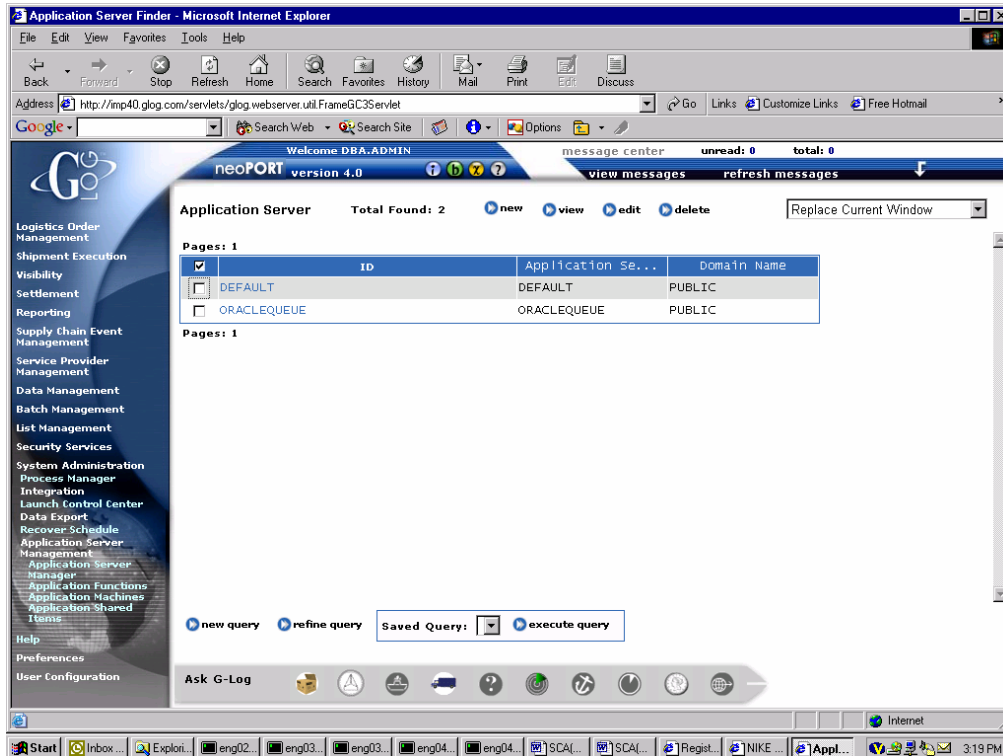 Application Server Finder - Microsoft Internet Explorer
File Edit View Favorites Tools Help
Back Forward Stop Refresh Home Search Favorites History Mail Print Edit Discuss
Address http://imp40.glog.com/servlets/glog.webserver.util.FrameGC3Servlet Go Links Customize Links Free Hotmail
Google Search Web Search Site Options
Welcome DBA.ADMIN message center unread: 0 total: 0
neoPORT version 4.0 view messages refresh messages
Application Server Total Found: 2 new view edit delete Replace Current Window
Pages: 1
ID Application Se... Domain Name
DEFAULT DEFAULT PUBLIC
ORACLEQUEUE ORACLEQUEUE PUBLIC
Pages: 1
Logistics Order
Management
Shipment Execution
Visibility
Settlement
Reporting
Supply Chain Event
Management
Service Provider
Management
Data Management
Batch Management
List Management
Security Services
System Administration
Process Manager
Integration
Launch Control Center
Data Export
Recover Schedule
Application Server
Management
Application Server
Manager
Application Functions
Application Machines
Application Shared
Items
Help
Preferences
User Configuration
new query refine query Saved Query: execute query
Ask G-Log
Internet
Start Inbox ... Explori... eng02... eng03... eng03... eng04... eng04... SCA(... SCA(... Regist... NIKE ... Appl... 3:19 PM